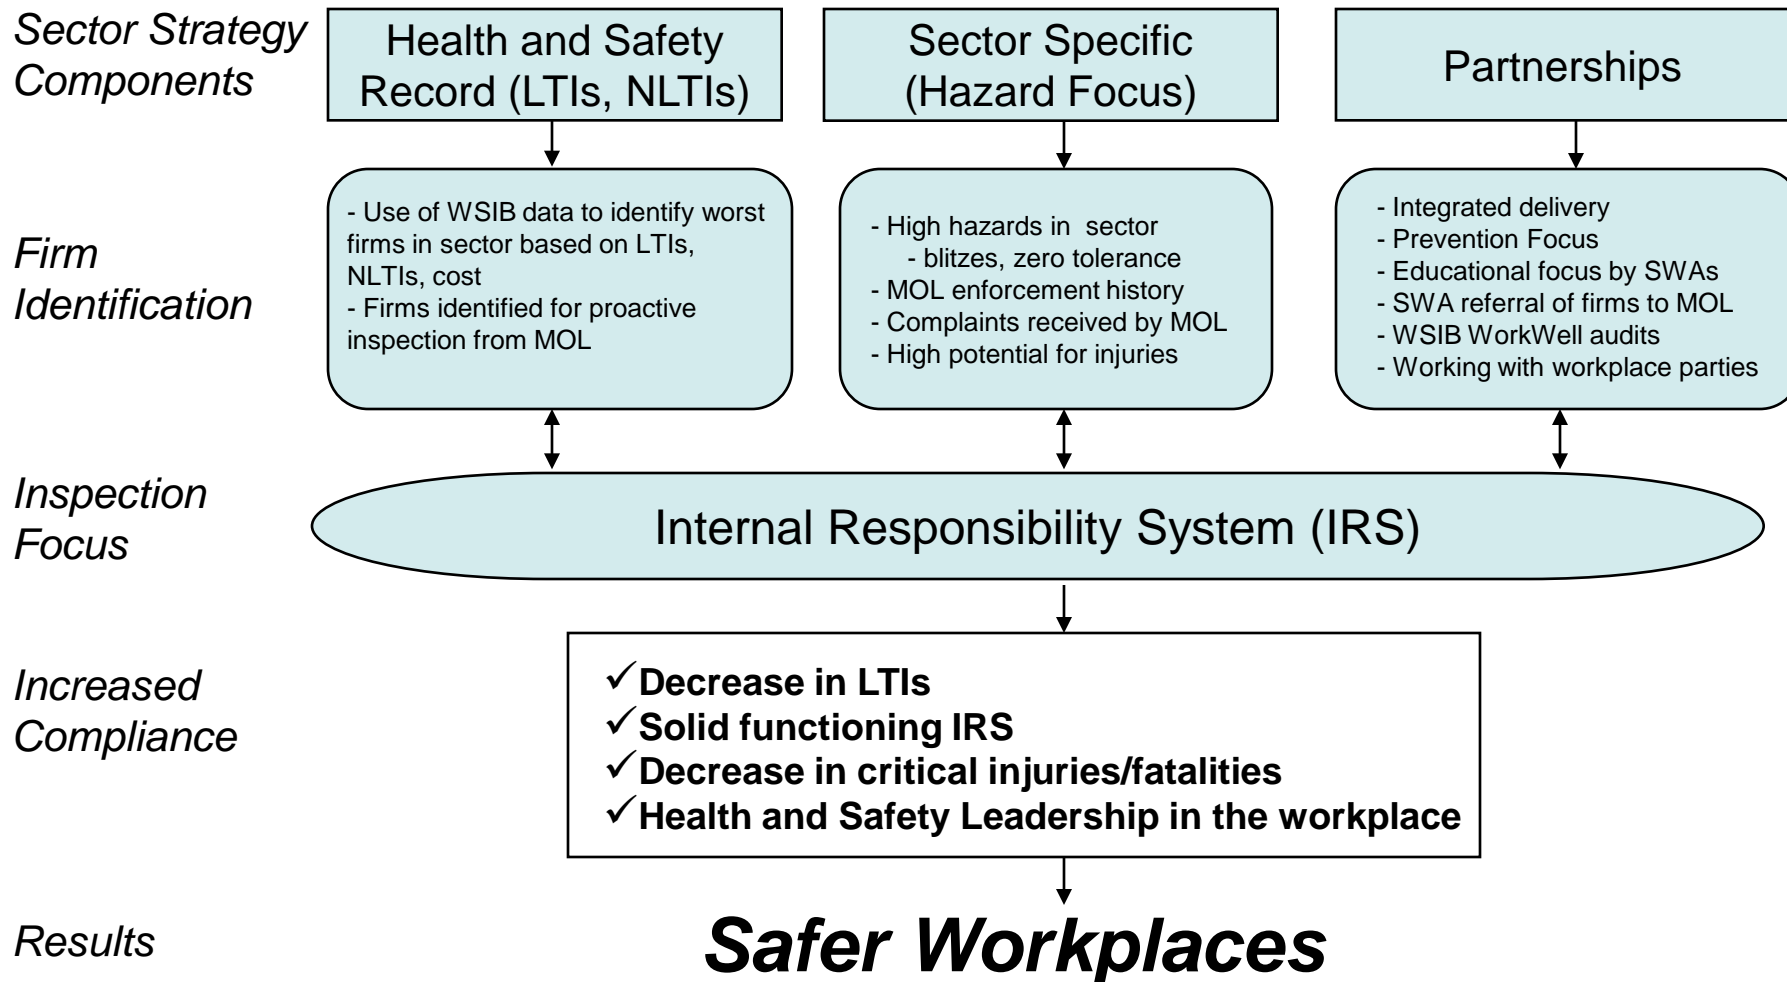 Sector Strategy
Components
Health and Safety
Record (LTIs, NLTIs)
Sector Specific
(Hazard Focus)
Partnerships
Firm
Identification
- Use of WSIB data to identify worst
firms in sector based on LTIs,
NLTIs, cost
- Firms identified for proactive
inspection from MOL
- High hazards in  sector
- blitzes, zero tolerance
- MOL enforcement history
- Complaints received by MOL
- High potential for injuries
- Integrated delivery
- Prevention Focus
- Educational focus by SWAs
- SWA referral of firms to MOL
- WSIB WorkWell audits
- Working with workplace parties
Inspection
Focus
Internal Responsibility System (IRS)
Increased
Compliance
✓Decrease in LTIs
✓Solid functioning IRS
✓Decrease in critical injuries/fatalities
✓Health and Safety Leadership in the workplace
Results
Safer Workplaces